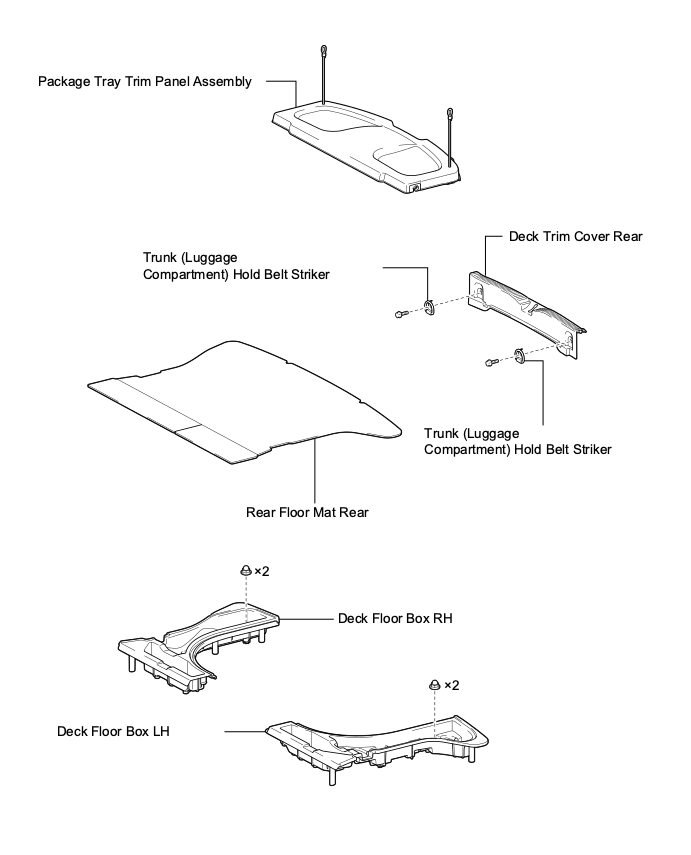 Package Tray Trim Panel Assembly
Deck Trim Cover Rear
Trunk (Luggage
Compartment) Hold Belt Striker
Trunk (Luggage
Compartment) Hold Belt Striker
Rear Floor Mat Rear
×2
Deck Floor Box RH
×2
Deck Floor Box LH